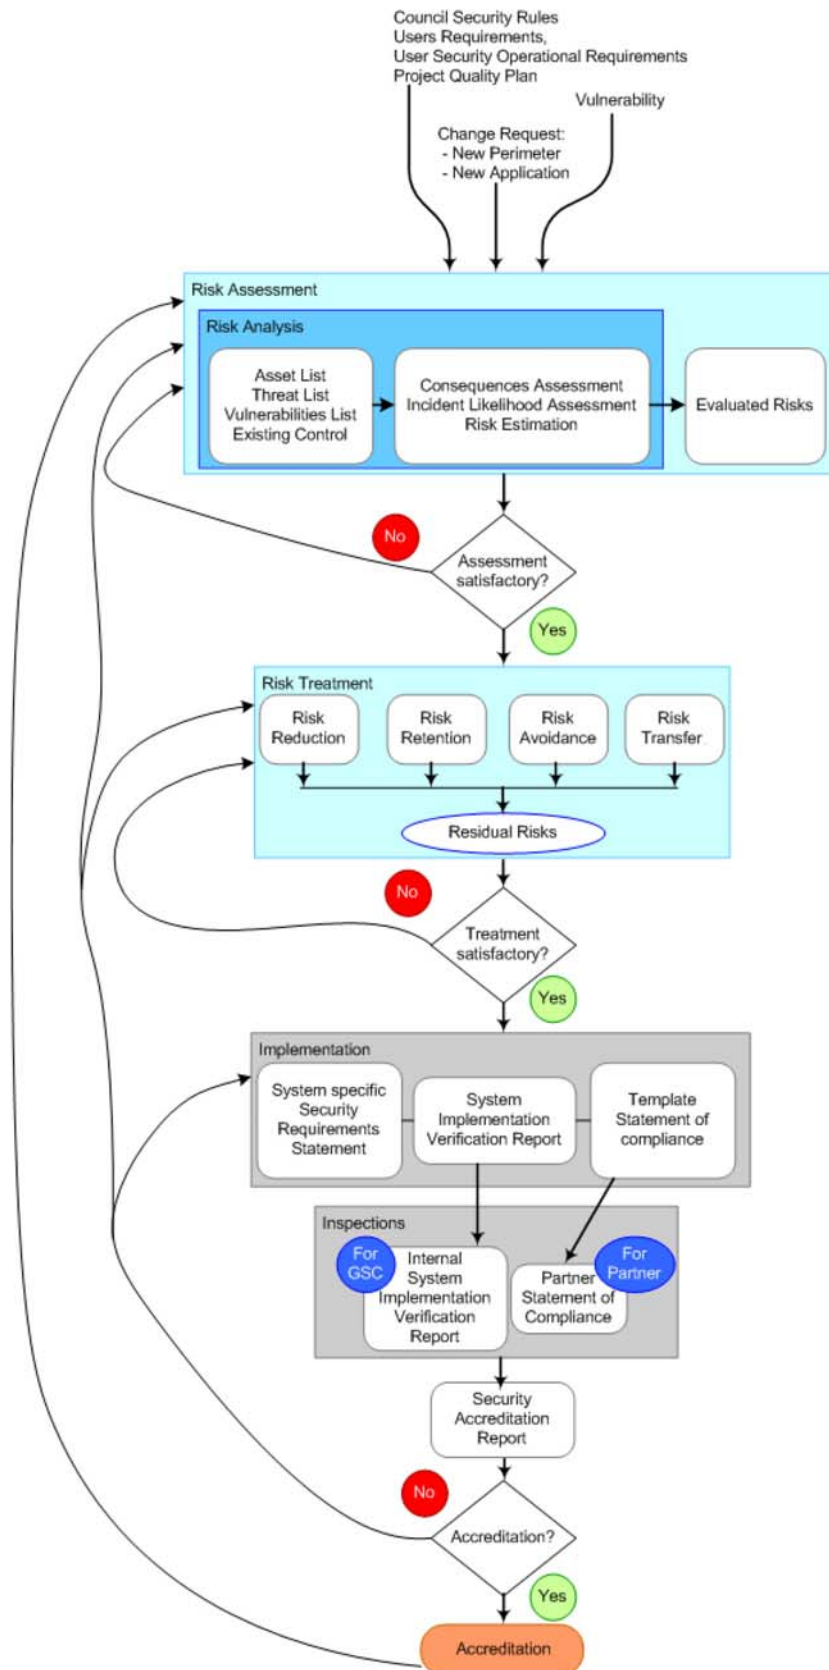 Council Security Rules
Users Requirements,
User Security Operational Requirements
Project Quality Plan
Vulnerability
Change Request:
- New Perimeter
- New Application
Risk Assessment
Risk Analysis
Asset List
Threat List
Vulnerabilities List
Existing Control
Consequences Assessment
Incident Likelihood Assessment
Risk Estimation
Evaluated Risks
No
Assessment
satisfactory?
Yes
Risk Treatment
Risk
Reduction
Risk
Retention
Risk
Avoidance
Risk
Transfer
Residual Risks
No
Treatment
satisfactory?
Yes
Implementation
System specific
Security
Requirements
Statement
System
Implementation
Verification Report
Template
Statement of
compliance
Inspections
For
GSC
Internal
System
Implementation
Verification
Report
For
Partner
Partner
Statement of
Compliance
Security
Accreditation
Report
No
Accreditation?
Yes
Accreditation